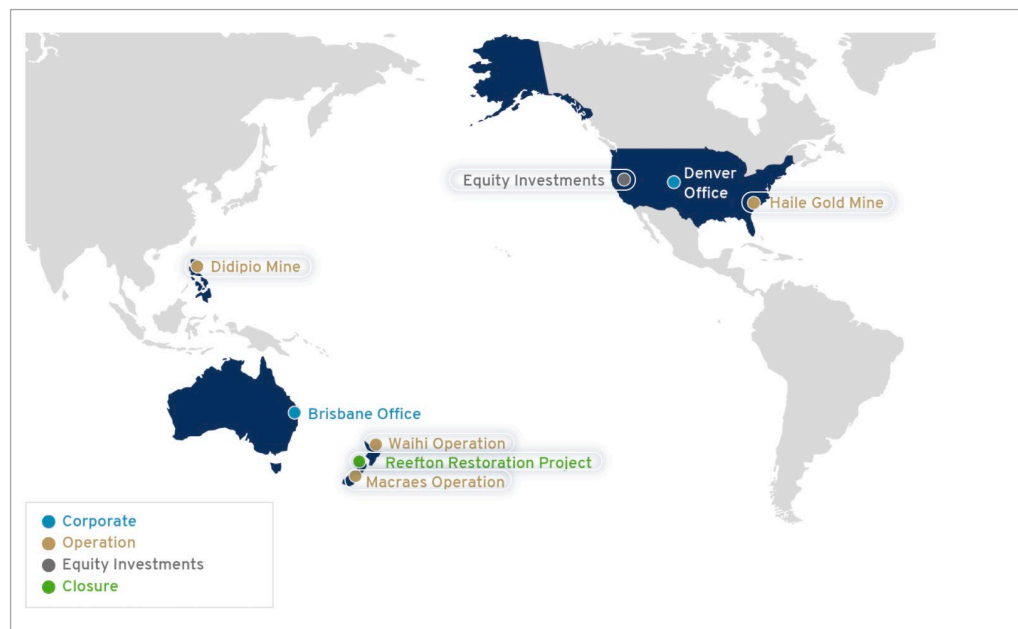 Equity Investments
Denver
Office
Haile Gold Mine
Didipio Mine
Brisbane Office
Waihi Operation
Reefton Restoration Project
Macraes Operation
Corporate
Operation
Equity Investments
Closure